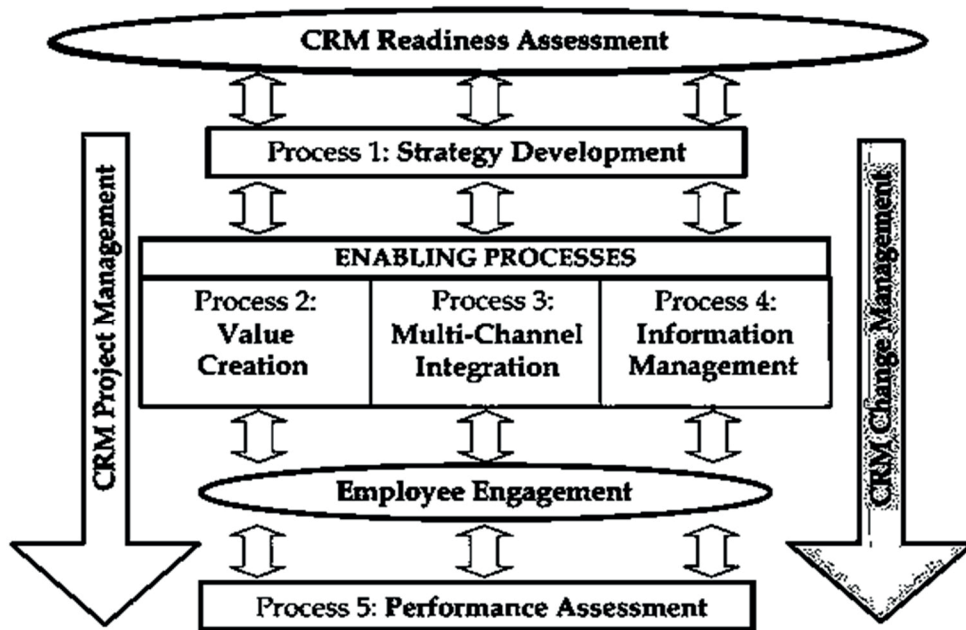 CRM Readiness Assessment
Process 1: Strategy Development
ENABLING PROCESSES
Process 2:
Value
Creation
Process 3:
Multi-Channel
Integration
Process 4:
Information
Management
Employee Engagement
Process 5: Performance Assessment
CRM Project Management
CRM Change Management